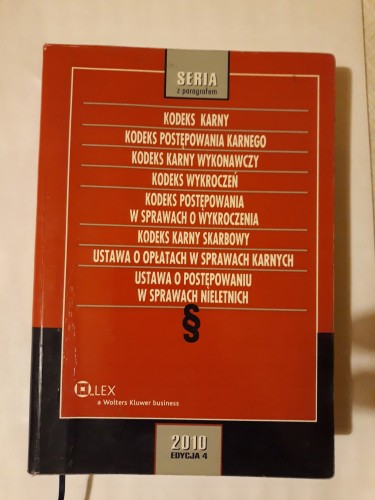 SERIA
z paragrafem
KODEKS KARNY
KODEKS POSTĘPOWANIA KARNEGO
KODEKS KARNY WYKONAWCZY
KODEKS WYKROCZEŃ
KODEKS POSTĘPOWANIA
W SPRAWACH O WYKROCZENIA
KODEKS KARNY SKARBOWY
USTAWA O OPŁATACH W SPRAWACH KARNYCH
USTAWA O POSTĘPOWANIU
W SPRAWACH NIELETNICH
§
LEX
a Wolters Kluwer business
2010
EDYCJA 4